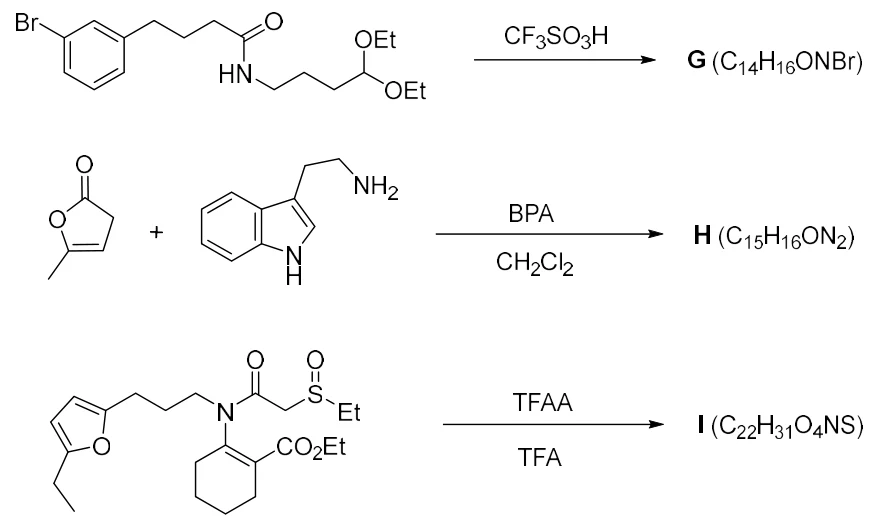 Br
O
HN
OEt
OEt
CF₃SO₃H
G (C₁₄H₁₆ONBr)
O
O
+
NH₂
N
H
BPA
CH₂Cl₂
H (C₁₅H₁₆ON₂)
O
O
S
Et
N
O
CO₂Et
TFAA
TFA
I (C₂₂H₃₁O₄NS)